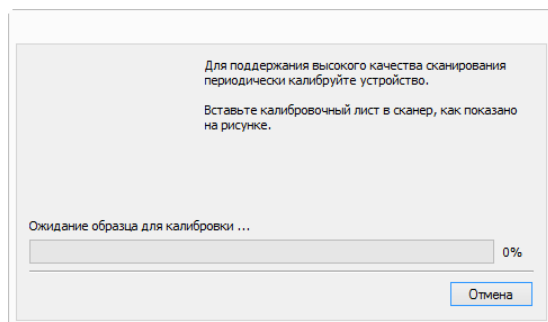 Для поддержания высокого качества сканирования
периодически калибруйте устройство.
Вставьте калибровочный лист в сканер, как показано
на рисунке.
Ожидание образца для калибровки ...
0%
Отмена